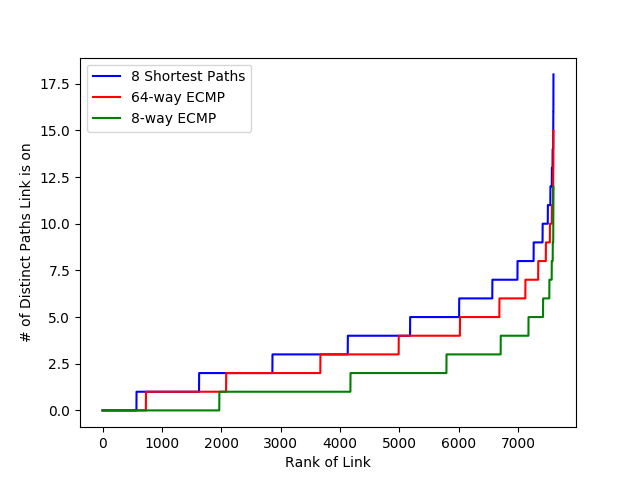 8 Shortest Paths
64-way ECMP
8-way ECMP
# of Distinct Paths Link is on
17.5
15.0
12.5
10.0
7.5
5.0
2.5
0.0
0 1000 2000 3000 4000 5000 6000 7000
Rank of Link